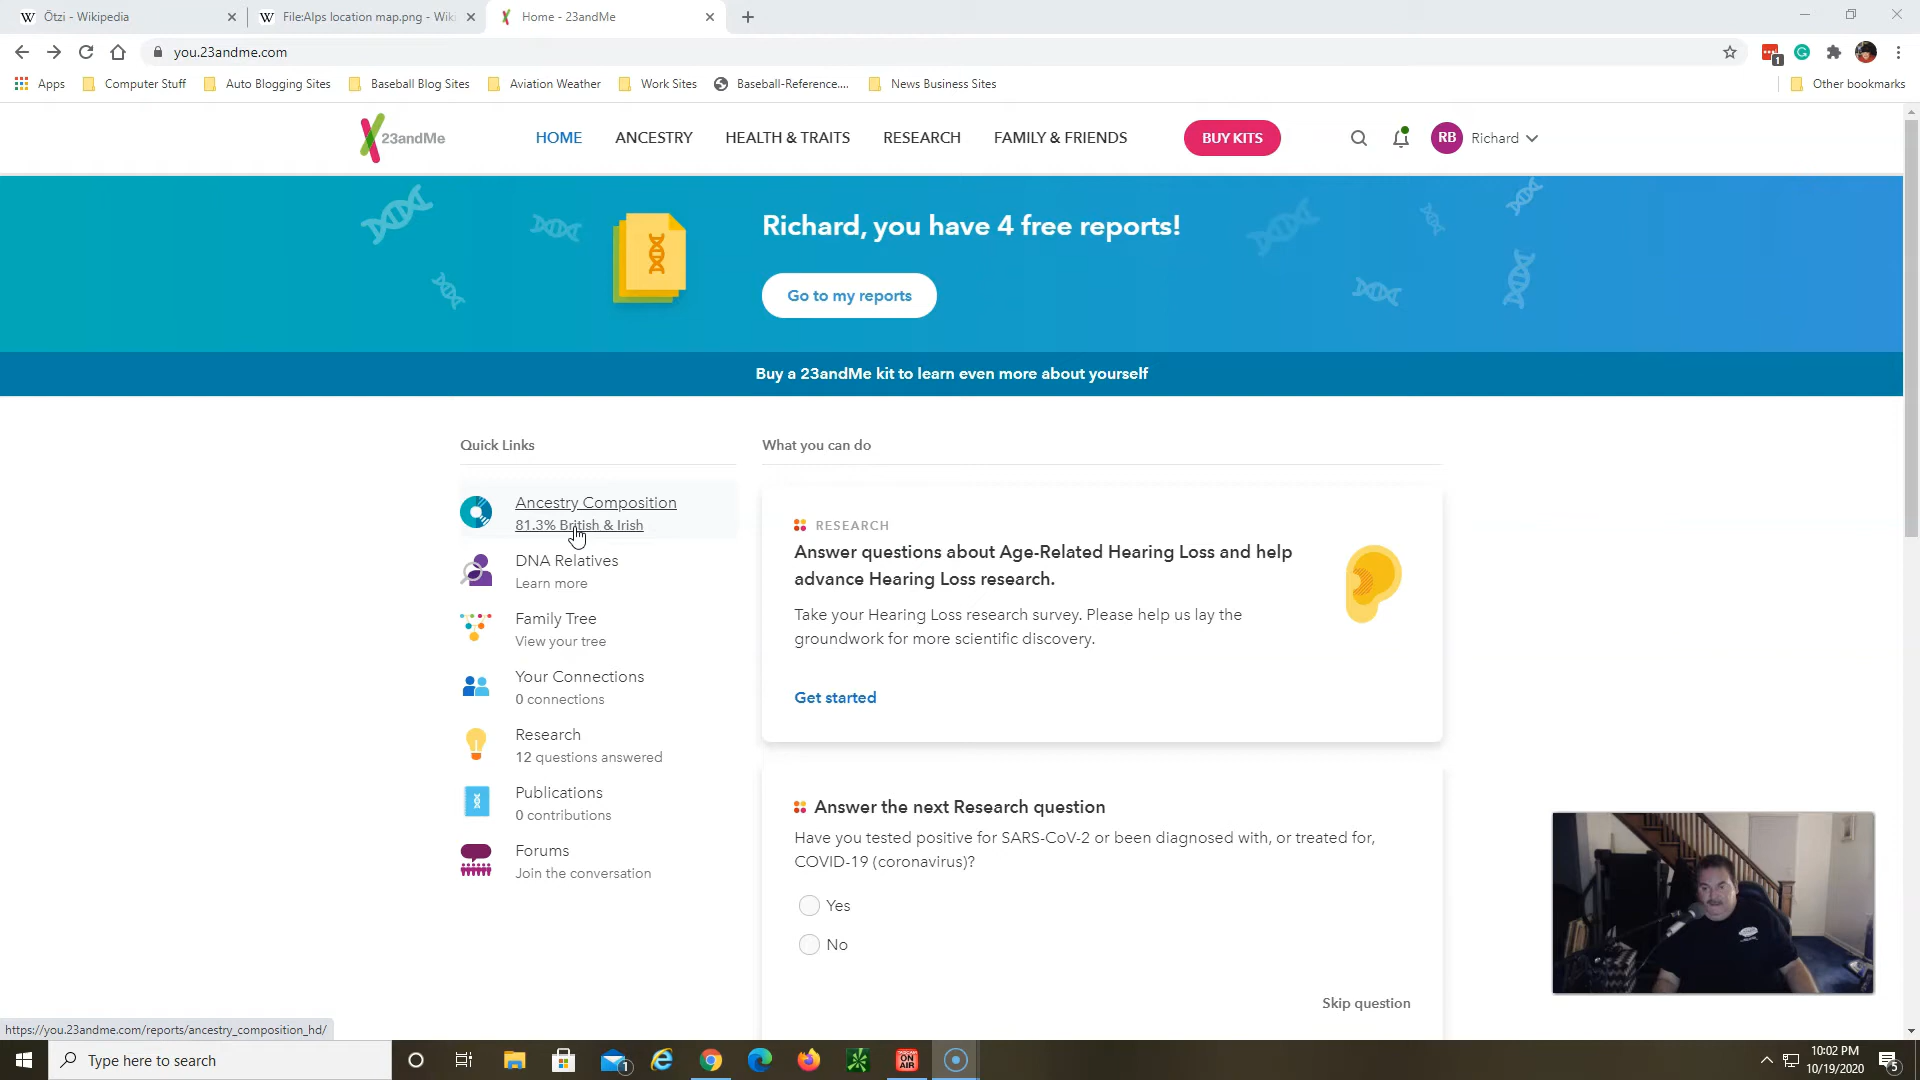 Ötzi - Wikipedia
File:Alps location map.png - Wiki
Home - 23andMe
you.23andme.com
1
Apps
Computer Stuff
Auto Blogging Sites
Baseball Blog Sites
Aviation Weather
Work Sites
Baseball-Reference....
News Business Sites
Other bookmarks
23andMe
HOME
ANCESTRY
HEALTH & TRAITS
RESEARCH
FAMILY & FRIENDS
BUY KITS
RB
Richard
Richard, you have 4 free reports!
Go to my reports
Buy a 23andMe kit to learn even more about yourself
Quick Links
Ancestry Composition
81.3% British & Irish
DNA Relatives
Learn more
Family Tree
View your tree
Your Connections
0 connections
Research
12 questions answered
Publications
0 contributions
Forums
Join the conversation
What you can do
RESEARCH
Answer questions about Age-Related Hearing Loss and help
advance Hearing Loss research.
Take your Hearing Loss research survey. Please help us lay the
groundwork for more scientific discovery.
Get started
Answer the next Research question
Have you tested positive for SARS-CoV-2 or been diagnosed with, or treated for,
COVID-19 (coronavirus)?
Yes
No
Skip question
https://you.23andme.com/reports/ancestry_composition_hd/
Type here to search
1
ON
AIR
10:02 PM
10/19/2020
5